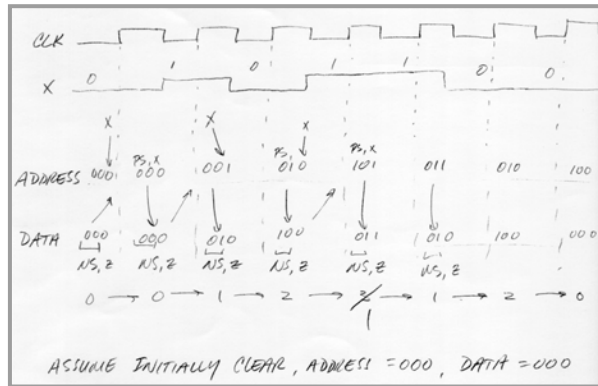 CLK
0 1 0 1 1 0 0
X
X X X
PS, X PS, PS, X
ADDRESS 000 000 001 010 101 011 010 100
DATA 000 000 010 100 011 010 100 000
NS, Z NS, Z NS, Z NS, Z NS, Z NS, Z
0 → 0 → 1 → 2 → 2 → 1 → 2 → 0
1
ASSUME INITIALLY CLEAR, ADDRESS = 000, DATA = 000